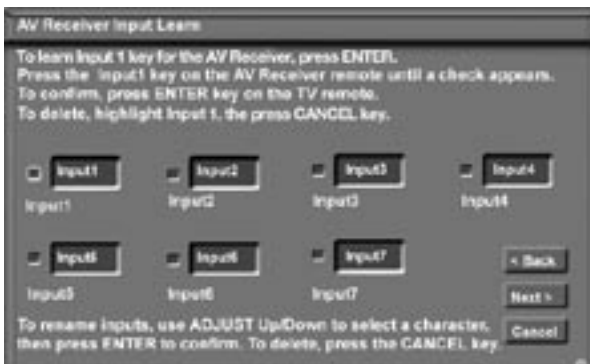 AV Receiver Input Learn
To learn Input 1 key for the AV Receiver, press ENTER.
Press the Input1 key on the AV Receiver remote until a check appears.
To confirm, press ENTER key on the TV remote.
To delete, highlight Input 1, the press CANCEL key.
Input1 Input2 Input3 Input4
Input1 Input2 Input3 Input4
Input5 Input6 Input7 < Back
Input5 Input6 Input7 Next >
To rename inputs, use ADJUST Up/Down to select a character, Cancel
then press ENTER to confirm. To delete, press the CANCEL key.